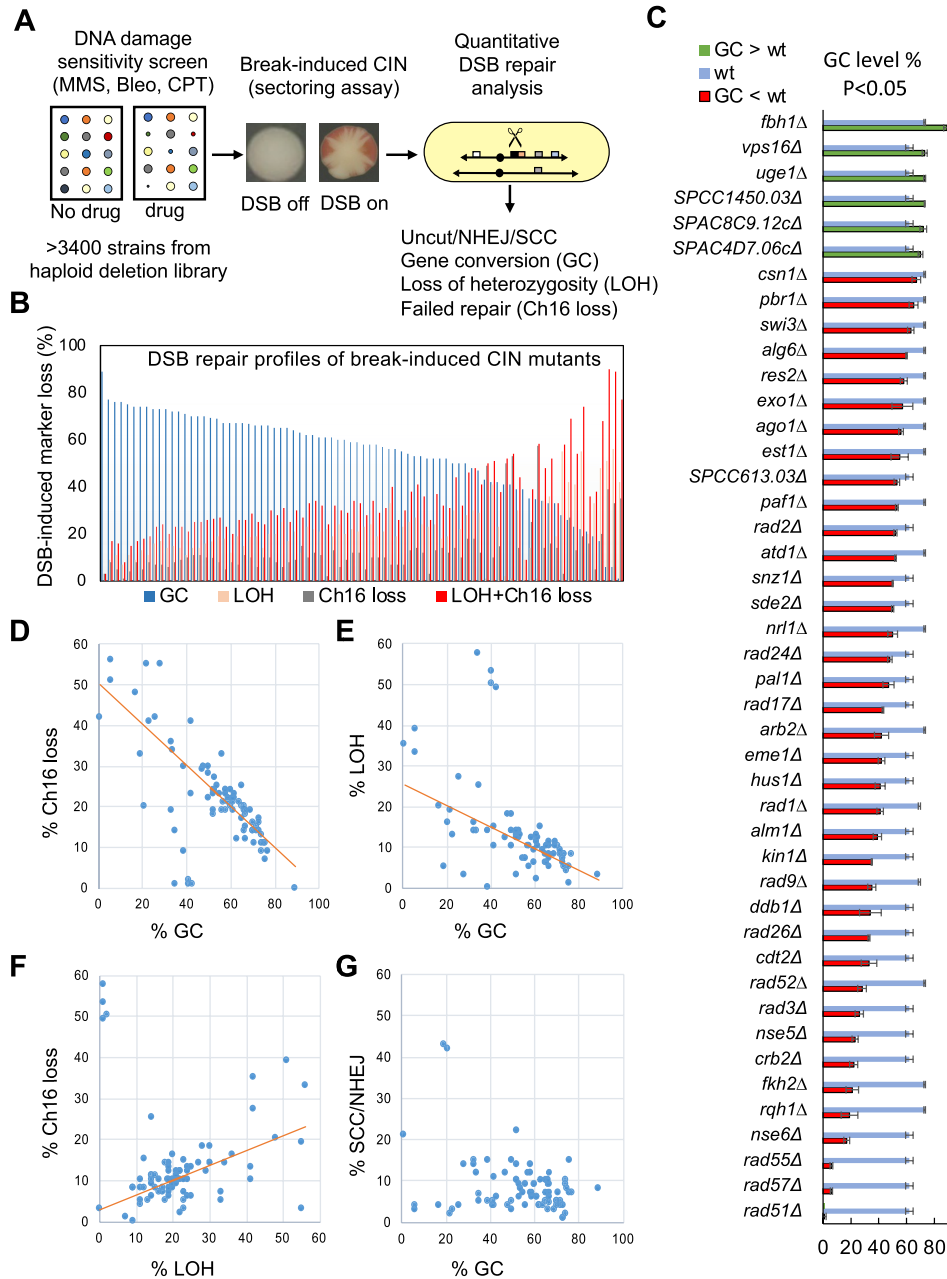 A
DNA damage
sensitivity screen
(MMS, Bleo, CPT)
No drug
drug
>3400 strains from
haploid deletion library
Break-induced CIN
(sectoring assay)
DSB off
DSB on
Quantitative
DSB repair
analysis
Uncut/NHEJ/SCC
Gene conversion (GC)
Loss of heterozygosity (LOH)
Failed repair (Ch16 loss)
B
DSB repair profiles of break-induced CIN mutants
DSB-induced marker loss (%)
100
80
60
40
20
0
GC
LOH
Ch16 loss
LOH+Ch16 loss
C
GC > wt
wt
GC < wt
GC level %
P<0.05
fbh1Δ
vps16Δ
uge1Δ
SPCC1450.03Δ
SPAC8C9.12cΔ
SPAC4D7.06cΔ
csn1Δ
pbr1Δ
swi3Δ
alg6Δ
res2Δ
exo1Δ
ago1Δ
est1Δ
SPCC613.03Δ
paf1Δ
rad2Δ
atd1Δ
snz1Δ
sde2Δ
nrl1Δ
rad24Δ
pal1Δ
rad17Δ
arb2Δ
eme1Δ
hus1Δ
rad1Δ
alm1Δ
kin1Δ
rad9Δ
ddb1Δ
rad26Δ
cdt2Δ
rad52Δ
rad3Δ
nse5Δ
crb2Δ
fkh2Δ
rqh1Δ
nse6Δ
rad55Δ
rad57Δ
rad51Δ
0 20 40 60 80
D
% Ch16 loss
60
50
40
30
20
10
0
0 20 40 60 80 100
% GC
E
% LOH
60
50
40
30
20
10
0
0 20 40 60 80 100
% GC
F
% Ch16 loss
60
50
40
30
20
10
0
0 10 20 30 40 50 60
% LOH
G
% SCC/NHEJ
60
50
40
30
20
10
0
0 20 40 60 80 100
% GC